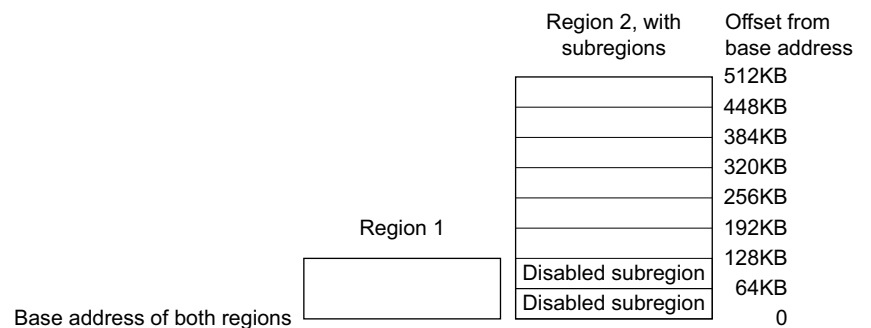 Region 2, with
subregions
Offset from
base address
512KB
448KB
384KB
320KB
256KB
Region 1
192KB
128KB
Disabled subregion
64KB
Disabled subregion
Base address of both regions
0